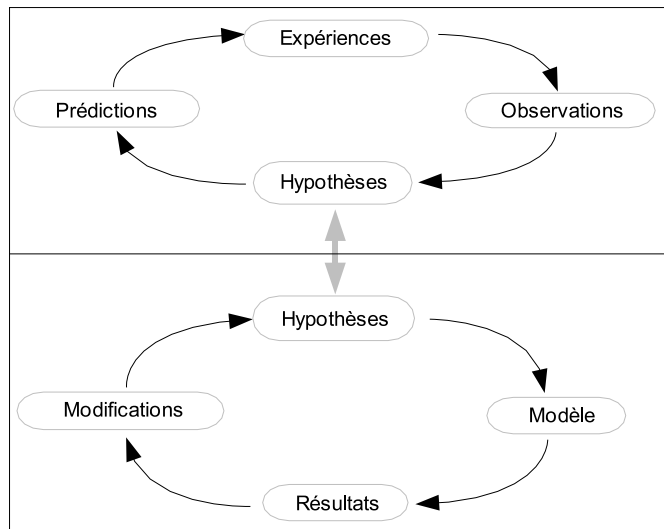 Expériences
Prédictions
Observations
Hypothèses
Hypothèses
Modifications
Modèle
Résultats